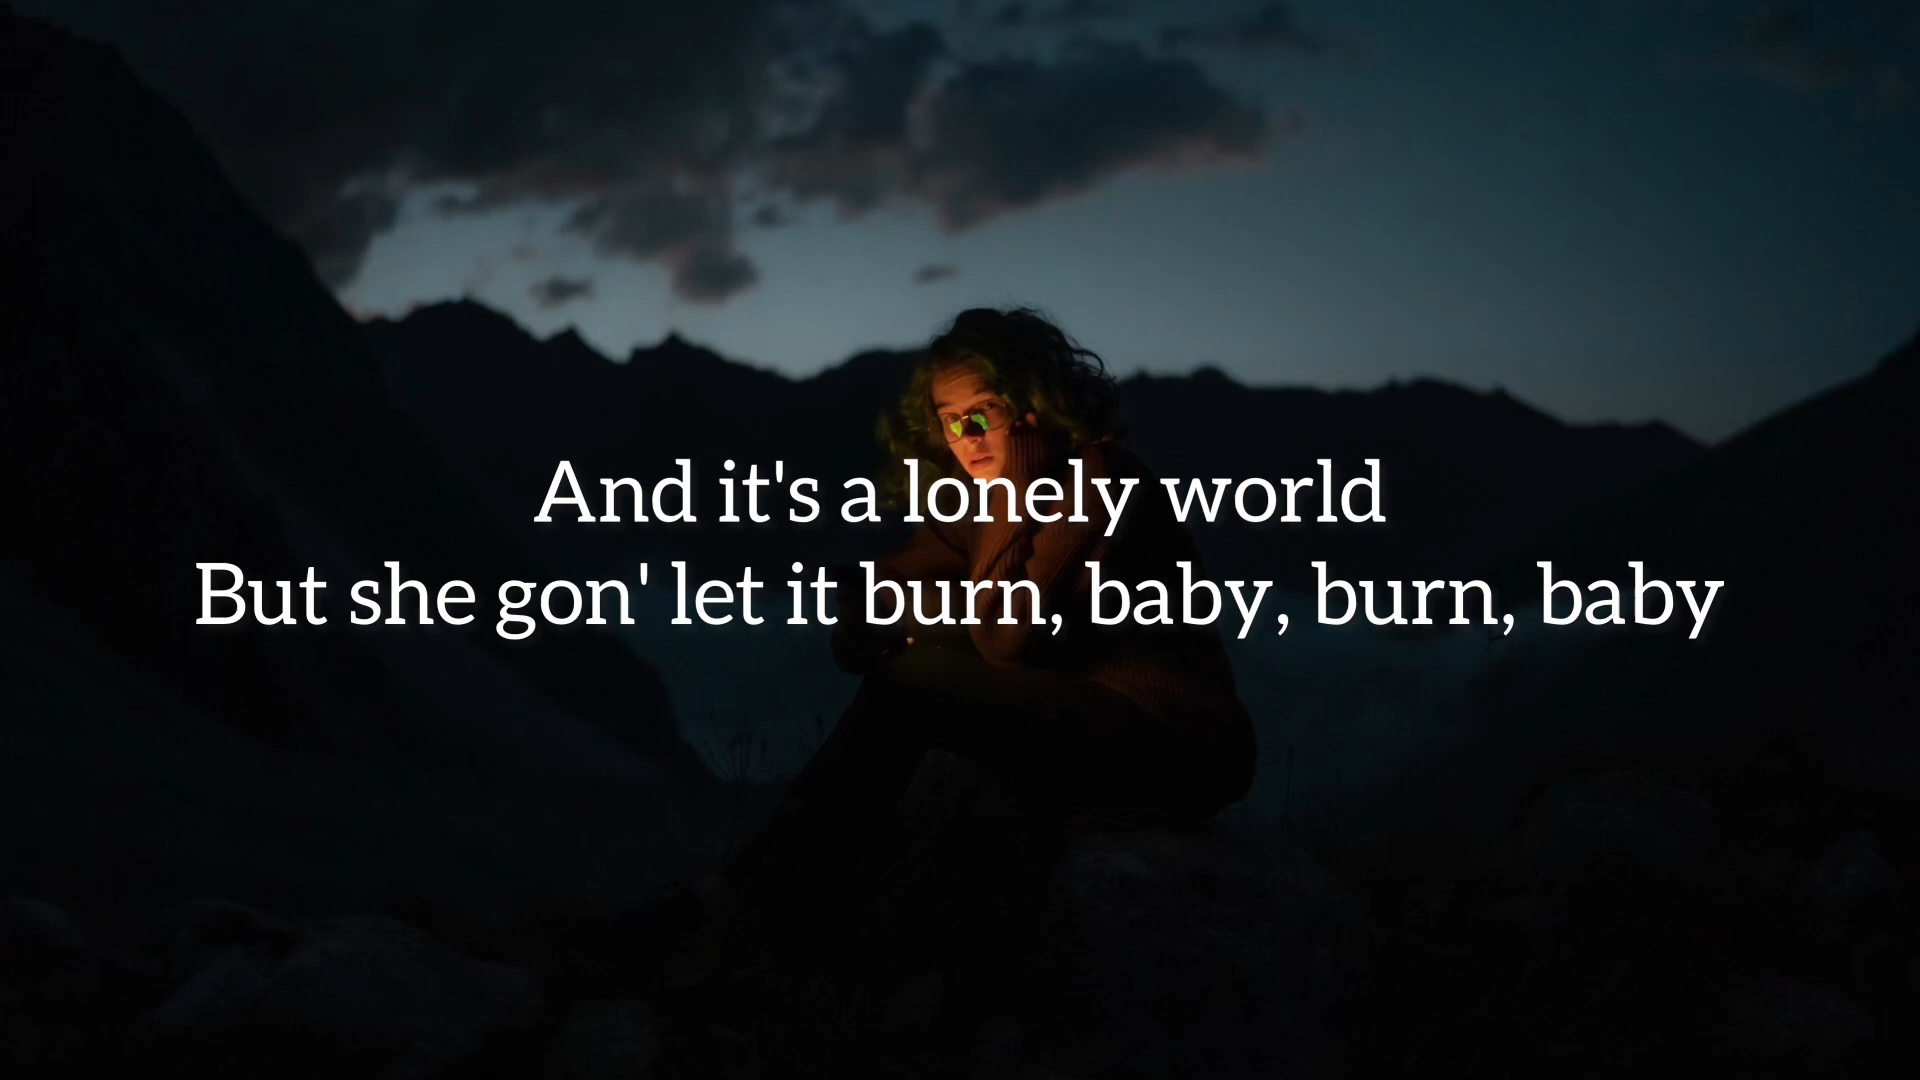 And it's a lonely world
But she gon' let it burn, baby, burn, baby